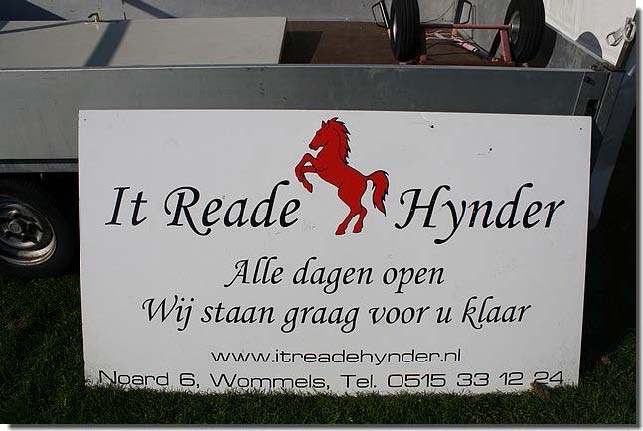 It Reade Hynder
Alle dagen open
Wij staan graag voor u klaar
www.itreadehynder.nl
Noard 6, Wommels, Tel. 0515 33 12 24